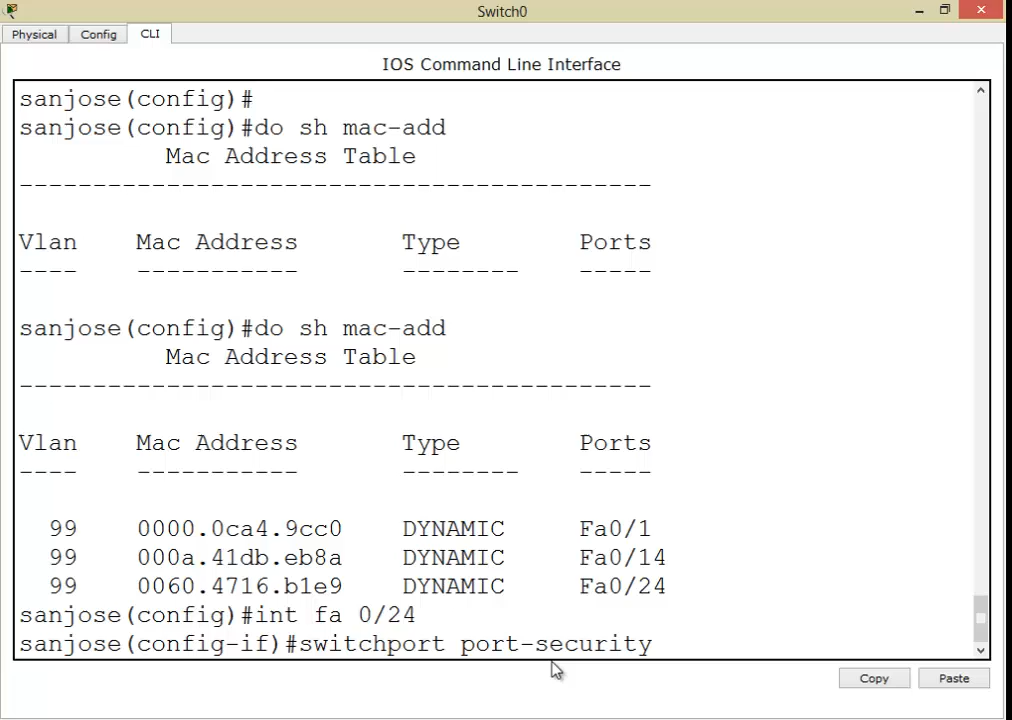 Switch0
Physical Config CLI
IOS Command Line Interface
sanjose(config)#
sanjose(config)#do sh mac-add
Mac Address Table
-------------------------------------------
Vlan Mac Address Type Ports
---- ----------- -------- -----
sanjose(config)#do sh mac-add
Mac Address Table
-------------------------------------------
Vlan Mac Address Type Ports
---- ----------- -------- -----
99 0000.0ca4.9cc0 DYNAMIC Fa0/1
99 000a.41db.eb8a DYNAMIC Fa0/14
99 0060.4716.b1e9 DYNAMIC Fa0/24
sanjose(config)#int fa 0/24
sanjose(config-if)#switchport port-security
Copy Paste